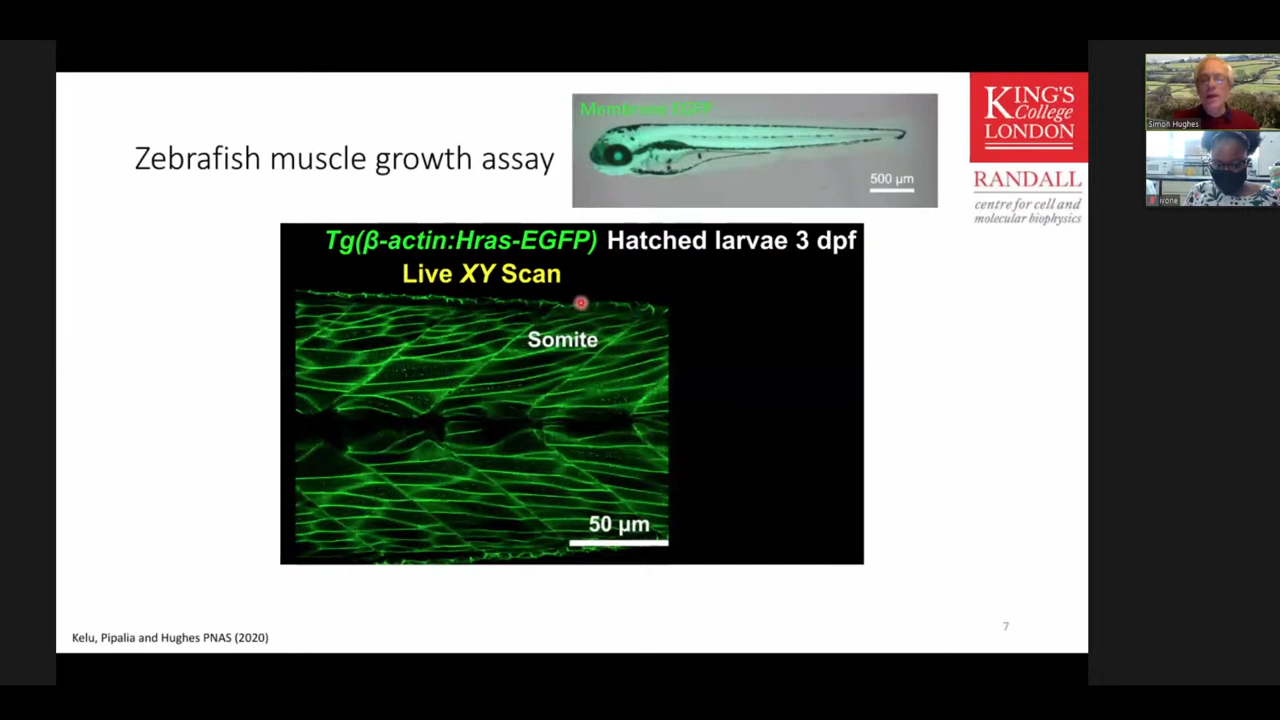 Zebrafish muscle growth assay
Membrane EGFP
500 µm
KING'S
College
LONDON
RANDALL
centre for cell and
molecular biophysics
Tg(β-actin:Hras-EGFP) Hatched larvae 3 dpf
Live XY Scan
Somite
50 µm
Kelu, Pipalia and Hughes PNAS (2020)
7
Simon Hughes
ivone